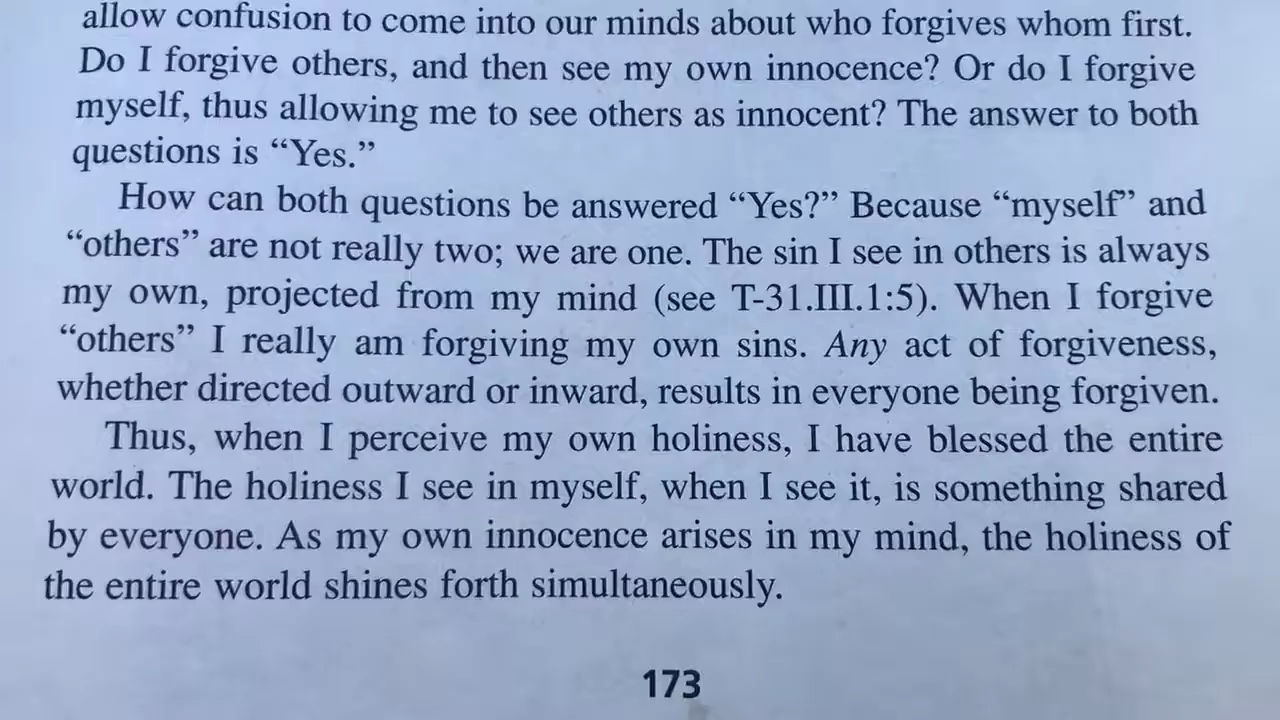 allow confusion to come into our minds about who forgives whom first.
Do I forgive others, and then see my own innocence? Or do I forgive
myself, thus allowing me to see others as innocent? The answer to both
questions is “Yes.”
How can both questions be answered “Yes?” Because “myself” and
“others” are not really two; we are one. The sin I see in others is always
my own, projected from my mind (see T-31.III.1:5). When I forgive
“others” I really am forgiving my own sins. Any act of forgiveness,
whether directed outward or inward, results in everyone being forgiven.
Thus, when I perceive my own holiness, I have blessed the entire
world. The holiness I see in myself, when I see it, is something shared
by everyone. As my own innocence arises in my mind, the holiness of
the entire world shines forth simultaneously.
173